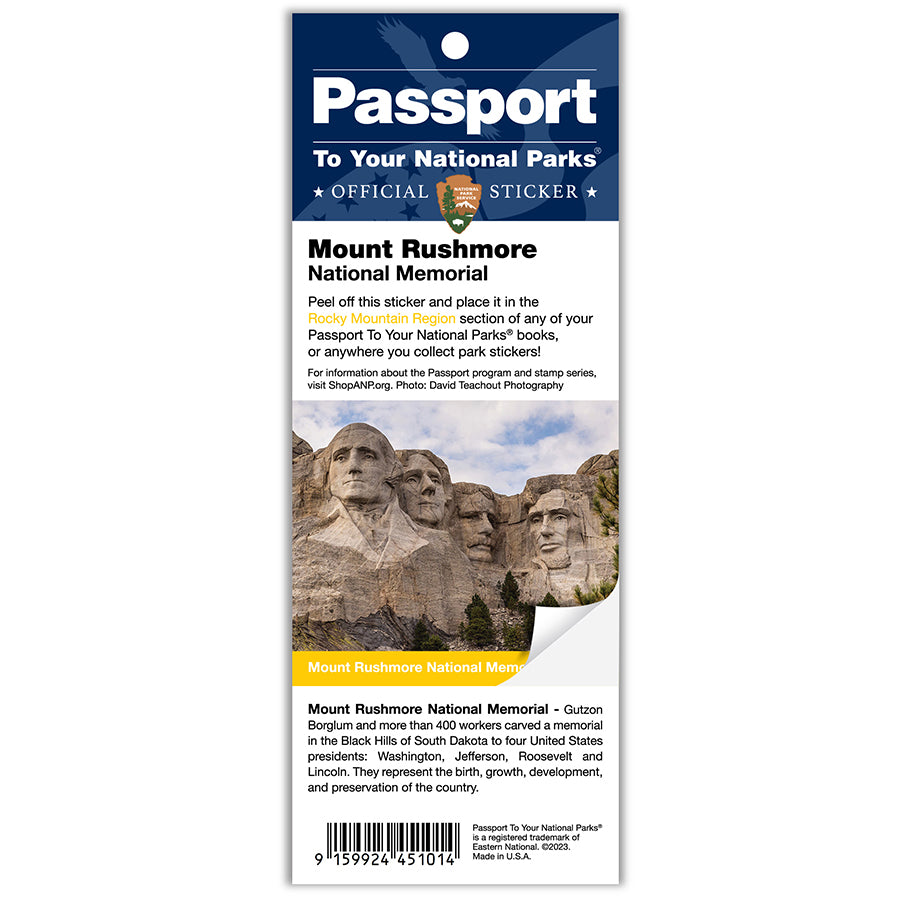 Passport
To Your National Parks®
★ OFFICIAL STICKER ★
NATIONAL
PARK
SERVICE
Mount Rushmore
National Memorial
Peel off this sticker and place it in the
Rocky Mountain Region section of any of your
Passport To Your National Parks® books,
or anywhere you collect park stickers!
For information about the Passport program and stamp series,
visit ShopANP.org. Photo: David Teachout Photography
Mount Rushmore National Mem
Mount Rushmore National Memorial - Gutzon
Borglum and more than 400 workers carved a memorial
in the Black Hills of South Dakota to four United States
presidents: Washington, Jefferson, Roosevelt and
Lincoln. They represent the birth, growth, development,
and preservation of the country.
9 159924 451014
Passport To Your National Parks®
is a registered trademark of
Eastern National. ©2023.
Made in U.S.A.